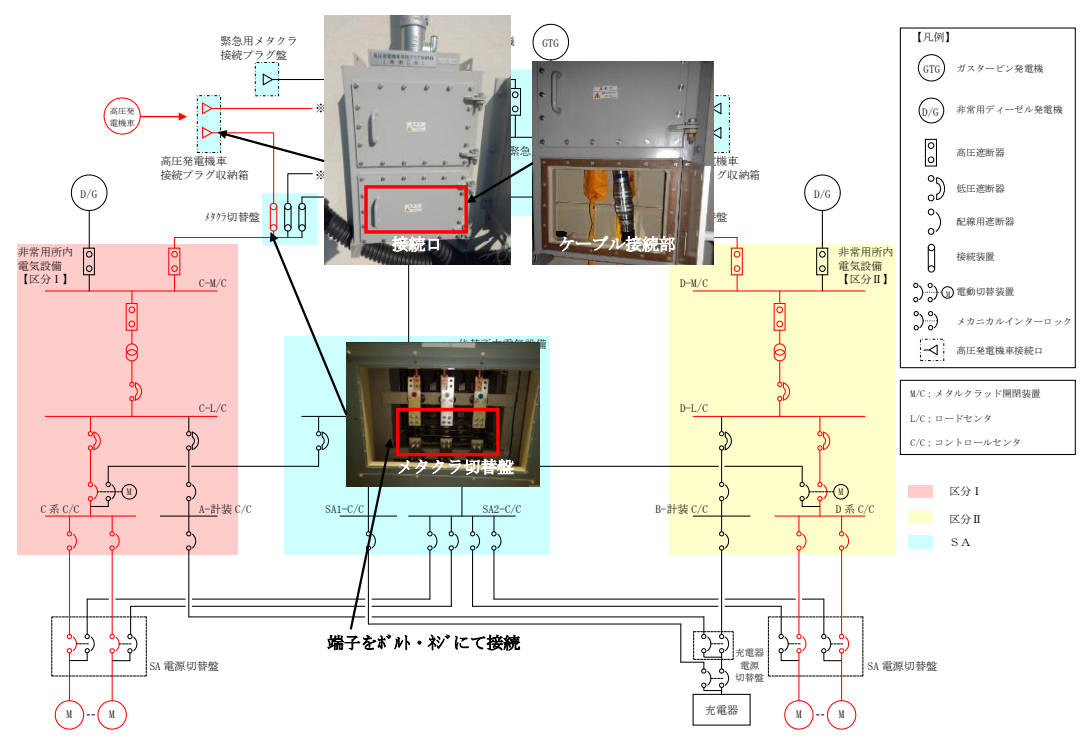 緊急用メタクラ
接続プラグ盤
GTG
高圧発
電機車
※
高圧発電機車
接続プラグ収納箱
※
電機車
プラグ収納箱
緊急
D/G
D/G
メタクラ切替盤
接続口
ケーブル接続部
非常用所内
電気設備
【区分Ⅰ】
C-M/C
D-M/C
非常用所内
電気設備
【区分Ⅱ】
C-L/C
D-L/C
メタクラ切替盤
M
M
C系 C/C
A-計装 C/C
SA1-C/C
SA2-C/C
B-計装 C/C
D系 C/C
端子をボルト・ネジにて接続
SA電源切替盤
充電器
電源
切替盤
SA電源切替盤
充電器
M
M
M
M
【凡例】
GTG ガスタービン発電機
D/G 非常用ディーゼル発電機
高圧遮断器
低圧遮断器
配線用遮断器
接続装置
M 電動切替装置
メカニカルインターロック
高圧発電機車接続口
M/C：メタルクラッド開閉装置
L/C：ロードセンタ
C/C：コントロールセンタ
区分Ⅰ
区分Ⅱ
ＳＡ